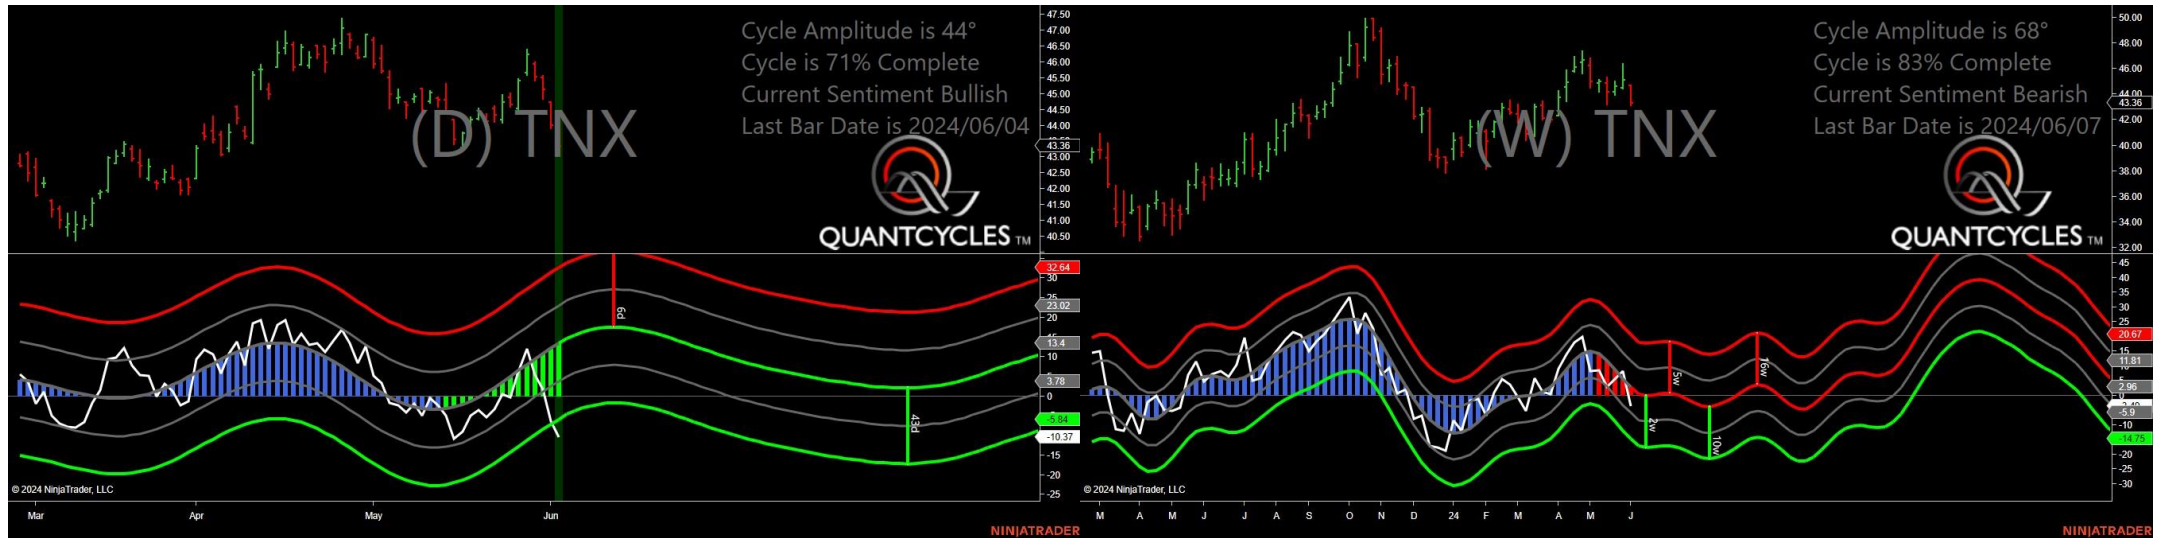 Cycle Amplitude is 44°
Cycle is 71% Complete
Current Sentiment Bullish
Last Bar Date is 2024/06/04
(D) TNX
QUANTCYCLES TM
47.50
47.00
46.50
46.00
45.50
45.00
44.50
44.00
43.36
43.00
42.50
42.00
41.50
41.00
40.50
32.64
30
25
23.02
20
15
13.4
10
3.78
0
-5.84
-10.37
-15
-20
-25
6d
43d
© 2024 NinjaTrader, LLC
Mar Apr May Jun
NINJATRADER
Cycle Amplitude is 68°
Cycle is 83% Complete
Current Sentiment Bearish
Last Bar Date is 2024/06/07
(W) TNX
QUANTCYCLES TM
50.00
48.00
46.00
44.00
43.36
42.00
40.00
38.00
36.00
34.00
32.00
45
40
35
30
25
20.67
15
11.81
2.96
0
-5.9
-10
-14.75
-20
-25
-30
5w
16w
2w
10w
© 2024 NinjaTrader, LLC
M A M J J A S O N D 24 F M A M J
NINJATRADER